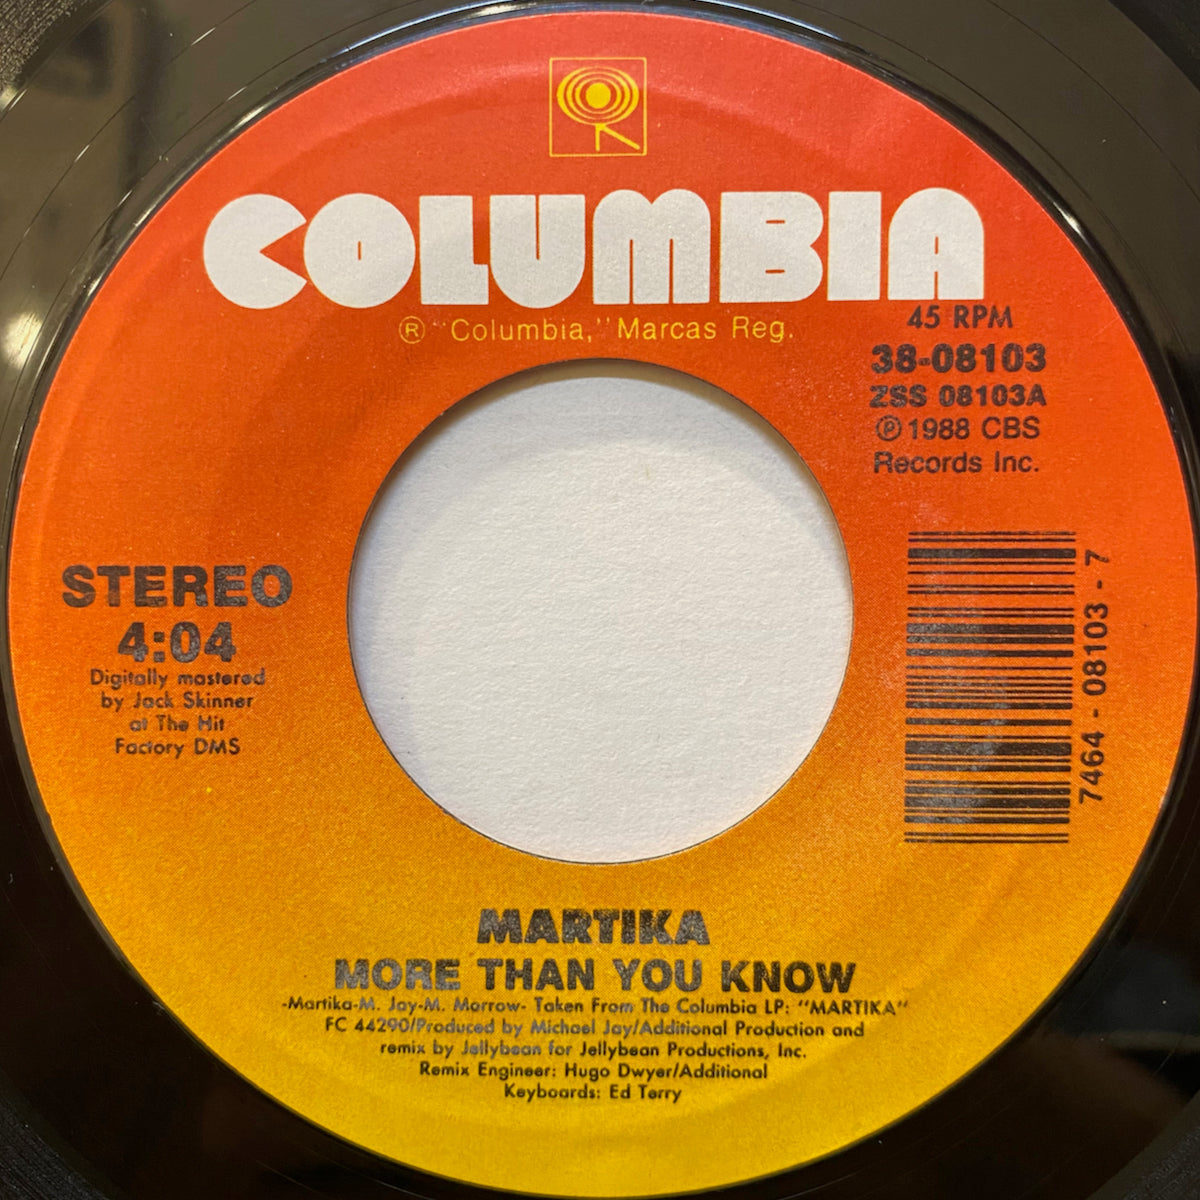 COLUMBIA
® "Columbia," Marcas Reg.
45 RPM
38-08103
ZSS 08103A
℗ 1988 CBS
Records Inc.
STEREO
4:04
Digitally mastered
by Jack Skinner
at The Hit
Factory DMS
7464 - 08103 - 7
MARTIKA
MORE THAN YOU KNOW
-Martika-M. Jay-M. Morrow- Taken From The Columbia LP: "MARTIKA"
FC 44290/Produced by Michael Jay/Additional Production and
remix by Jellybean for Jellybean Productions, Inc.
Remix Engineer: Hugo Dwyer/Additional
Keyboards: Ed Terry